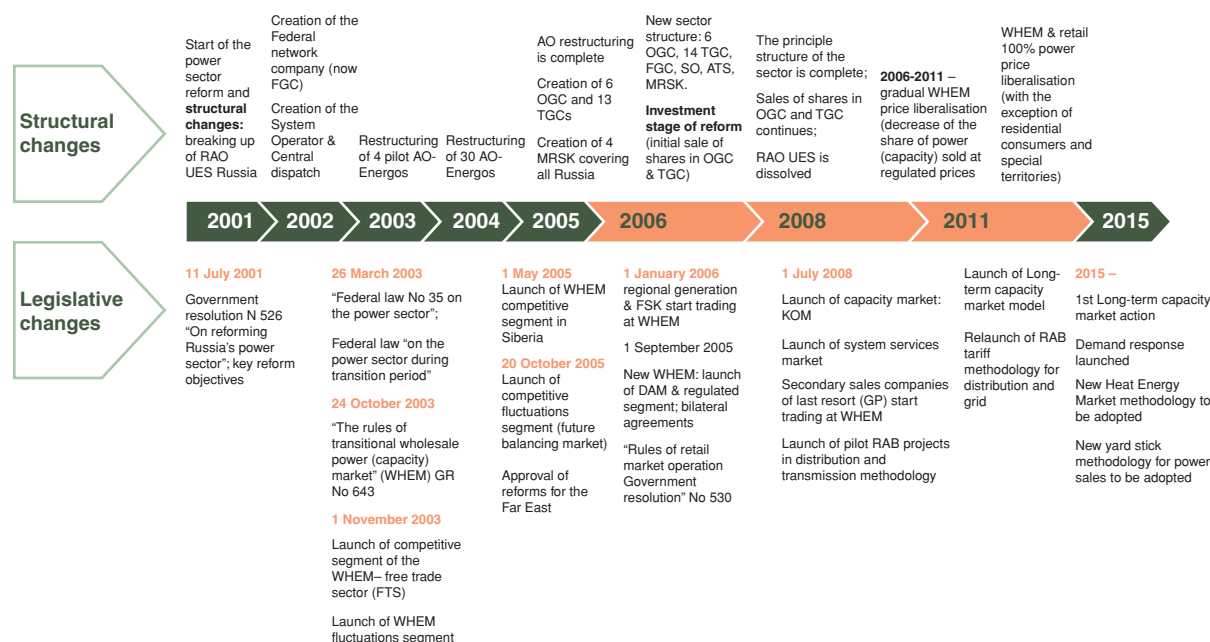 Structural
changes
Start of the
power
sector
reform and
structural
changes:
breaking up
of RAO
UES Russia
Creation of the
Federal
network
company (now
FGC)
Creation of the
System
Operator &
Central
dispatch
Restructuring
of 4 pilot AO-
Energos
Restructuring
of 30 AO-
Energos
AO restructuring
is complete
Creation of 6
OGC and 13
TGCs
Creation of 4
MRSK covering
all Russia
New sector
structure: 6
OGC, 14 TGC,
FGC, SO, ATS,
MRSK.
Investment
stage of reform
(initial sale of
shares in OGC
& TGC)
The principle
structure of the
sector is complete;
Sales of shares in
OGC and TGC
continues;
RAO UES is
dissolved
2006-2011 –
gradual WHEM
price liberalisation
(decrease of the
share of power
(capacity) sold at
regulated prices
WHEM & retail
100% power
price
liberalisation
(with the
exception of
residential
consumers and
special
territories)
2001
2002
2003
2004
2005
2006
2008
2011
2015
Legislative
changes
11 July 2001
Government
resolution N 526
“On reforming
Russia’s power
sector”; key reform
objectives
26 March 2003
“Federal law No 35 on
the power sector”;
Federal law “on the
power sector during
transition period”
24 October 2003
“The rules of
transitional wholesale
power (capacity)
market” (WHEM) GR
No 643
1 November 2003
Launch of competitive
segment of the
WHEM– free trade
sector (FTS)
Launch of WHEM
fluctuations segment
1 May 2005
Launch of WHEM
competitive
segment in
Siberia
20 October 2005
Launch of
competitive
fluctuations
segment (future
balancing market)
Approval of
reforms for the
Far East
1 January 2006
regional generation
& FSK start trading
at WHEM
1 September 2005
New WHEM: launch
of DAM & regulated
segment; bilateral
agreements
“Rules of retail
market operation
Government
resolution” No 530
1 July 2008
Launch of capacity market:
KOM
Launch of system services
market
Secondary sales companies
of last resort (GP) start
trading at WHEM
Launch of pilot RAB projects
in distribution and
transmission methodology
Launch of Long-
term capacity
market model
Relaunch of RAB
tariff
methodology for
distribution and
grid
2015 –
1st Long-term capacity
market action
Demand response
launched
New Heat Energy
Market methodology to
be adopted
New yard stick
methodology for power
sales to be adopted